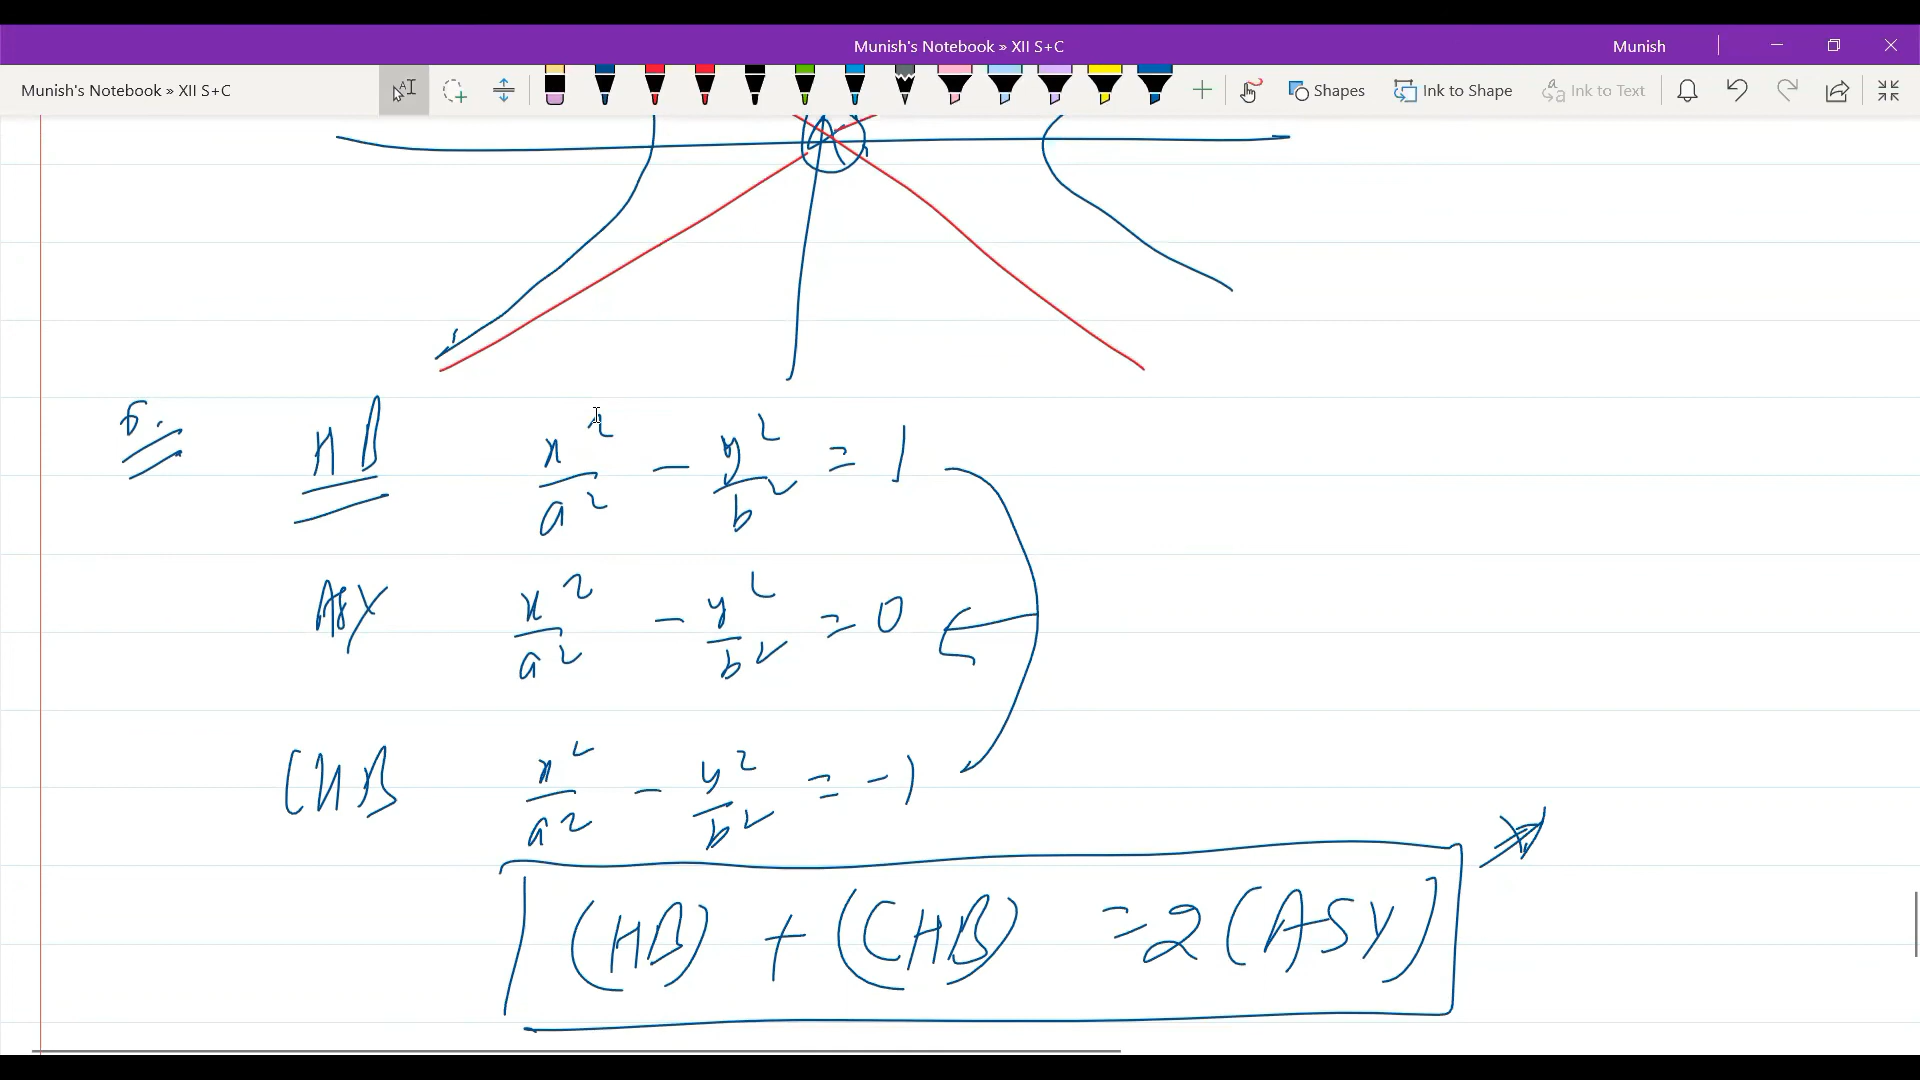 Munish's Notebook » XII S+C
Munish
Munish's Notebook » XII S+C
Shapes
Ink to Shape
Ink to Text
6.
HB x²/a² - y²/b² = 1
ASY x²/a² - y²/b² = 0
CHB x²/a² - y²/b² = -1
(HB) + (CHB) = 2(ASY)